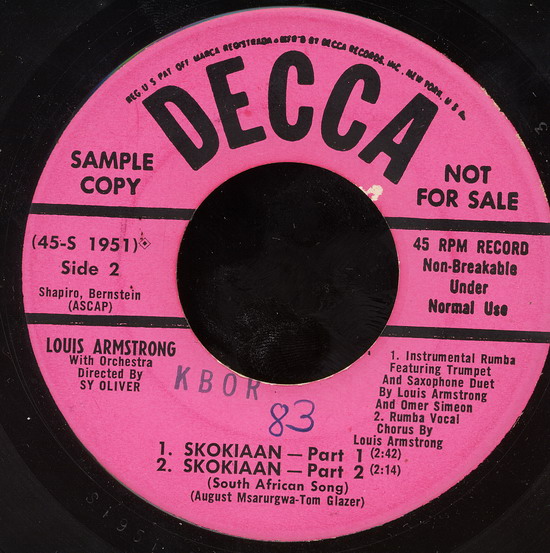 REG. U S PAT OFF MARCA REGISTRADA • MF'G'D BY DECCA RECORDS, INC., NEW YORK, U.S.A.
DECCA
SAMPLE
COPY
NOT
FOR SALE
(45-S 1951)
Side 2
Shapiro, Bernstein
(ASCAP)
45 RPM RECORD
Non-Breakable
Under
Normal Use
LOUIS ARMSTRONG
With Orchestra
Directed By
SY OLIVER
KBOR
83
1. Instrumental Rumba
Featuring Trumpet
And Saxophone Duet
By Louis Armstrong
And Omer Simeon
2. Rumba Vocal
Chorus By
Louis Armstrong
1. SKOKIAAN — Part 1 (2:42)
2. SKOKIAAN — Part 2 (2:14)
(South African Song)
(August Msarurgwa-Tom Glazer)